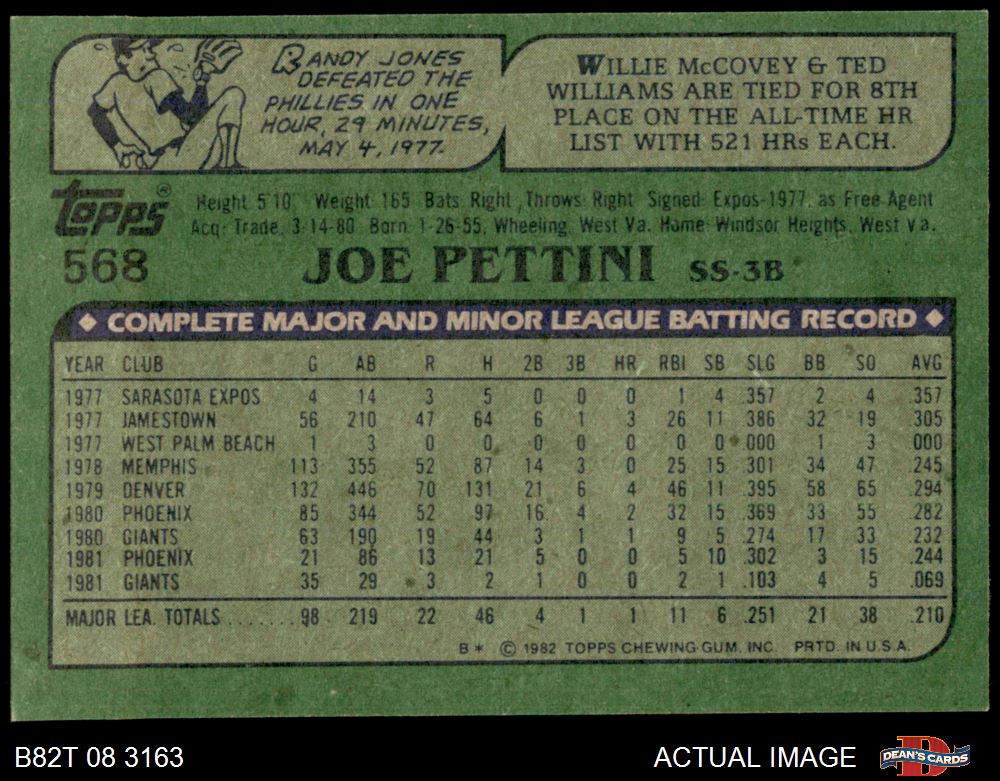 RANDY JONES
DEFEATED THE
PHILLIES IN ONE
HOUR, 29 MINUTES,
MAY 4, 1977.
WILLIE McCOVEY & TED
WILLIAMS ARE TIED FOR 8TH
PLACE ON THE ALL-TIME HR
LIST WITH 521 HRs EACH.
Topps®
Height 5'10" Weight 165 Bats Right Throws Right Signed: Expos-1977, as Free Agent
Acq: Trade, 3-14-80 Born 1-26-55, Wheeling, West Va. Home: Windsor Heights, West Va.
568 JOE PETTINI SS-3B
◆ COMPLETE MAJOR AND MINOR LEAGUE BATTING RECORD ◆
YEAR CLUB G AB R H 2B 3B HR RBI SB SLG BB SO AVG
1977 SARASOTA EXPOS 4 14 3 5 0 0 0 1 4 .357 2 4 .357
1977 JAMESTOWN 56 210 47 64 6 1 3 26 11 .386 32 19 .305
1977 WEST PALM BEACH 1 3 0 0 0 0 0 0 0 .000 1 3 .000
1978 MEMPHIS 113 355 52 87 14 3 0 25 15 .301 34 47 .245
1979 DENVER 132 446 70 131 21 6 4 46 11 .395 58 65 .294
1980 PHOENIX 85 344 52 97 16 4 2 32 15 .369 33 55 .282
1980 GIANTS 63 190 19 44 3 1 1 9 5 .274 17 33 .232
1981 PHOENIX 21 86 13 21 5 0 0 5 10 .302 3 15 .244
1981 GIANTS 35 29 3 2 1 0 0 2 1 .103 4 5 .069
MAJOR LEA. TOTALS ....... 98 219 22 46 4 1 1 11 6 .251 21 38 .210
B* © 1982 TOPPS CHEWING GUM, INC. PRTD. IN U.S.A.
B82T 08 3163
ACTUAL IMAGE
DEAN'S CARDS